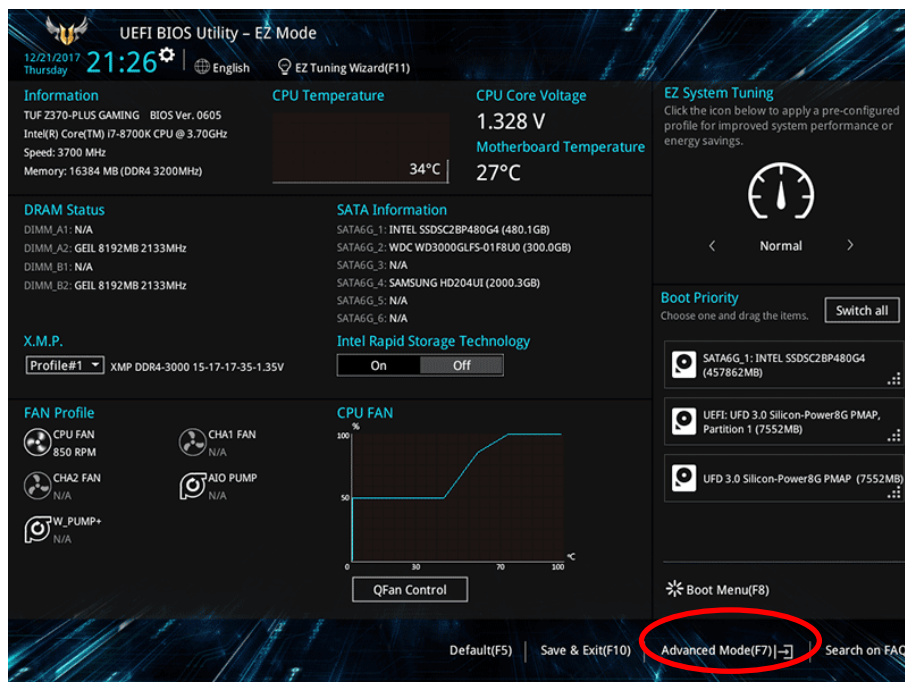 UEFI BIOS Utility – EZ Mode
12/21/2017
Thursday
21:26
English
EZ Tuning Wizard(F11)
Information
TUF Z370-PLUS GAMING BIOS Ver. 0605
Intel(R) Core(TM) i7-8700K CPU @ 3.70GHz
Speed: 3700 MHz
Memory: 16384 MB (DDR4 3200MHz)
CPU Temperature
34°C
CPU Core Voltage
1.328 V
Motherboard Temperature
27°C
EZ System Tuning
Click the icon below to apply a pre-configured
profile for improved system performance or
energy savings.
Normal
DRAM Status
DIMM_A1: N/A
DIMM_A2: GEIL 8192MB 2133MHz
DIMM_B1: N/A
DIMM_B2: GEIL 8192MB 2133MHz
SATA Information
SATA6G_1: INTEL SSDSC2BP480G4 (480.1GB)
SATA6G_2: WDC WD3000GLFS-01F8U0 (300.0GB)
SATA6G_3: N/A
SATA6G_4: SAMSUNG HD204UI (2000.3GB)
SATA6G_5: N/A
SATA6G_6: N/A
X.M.P.
Profile#1 XMP DDR4-3000 15-17-17-35-1.35V
Intel Rapid Storage Technology
On Off
Boot Priority
Choose one and drag the items.
Switch all
SATA6G_1: INTEL SSDSC2BP480G4
(457862MB)
UEFI: UFD 3.0 Silicon-Power8G PMAP,
Partition 1 (7552MB)
UFD 3.0 Silicon-Power8G PMAP (7552MB)
FAN Profile
CPU FAN
850 RPM
CHA1 FAN
N/A
CHA2 FAN
N/A
AIO PUMP
N/A
W_PUMP+
N/A
CPU FAN
%
100
50
0 30 70 100
°C
QFan Control
Boot Menu(F8)
Default(F5) Save & Exit(F10) Advanced Mode(F7) Search on FAQ